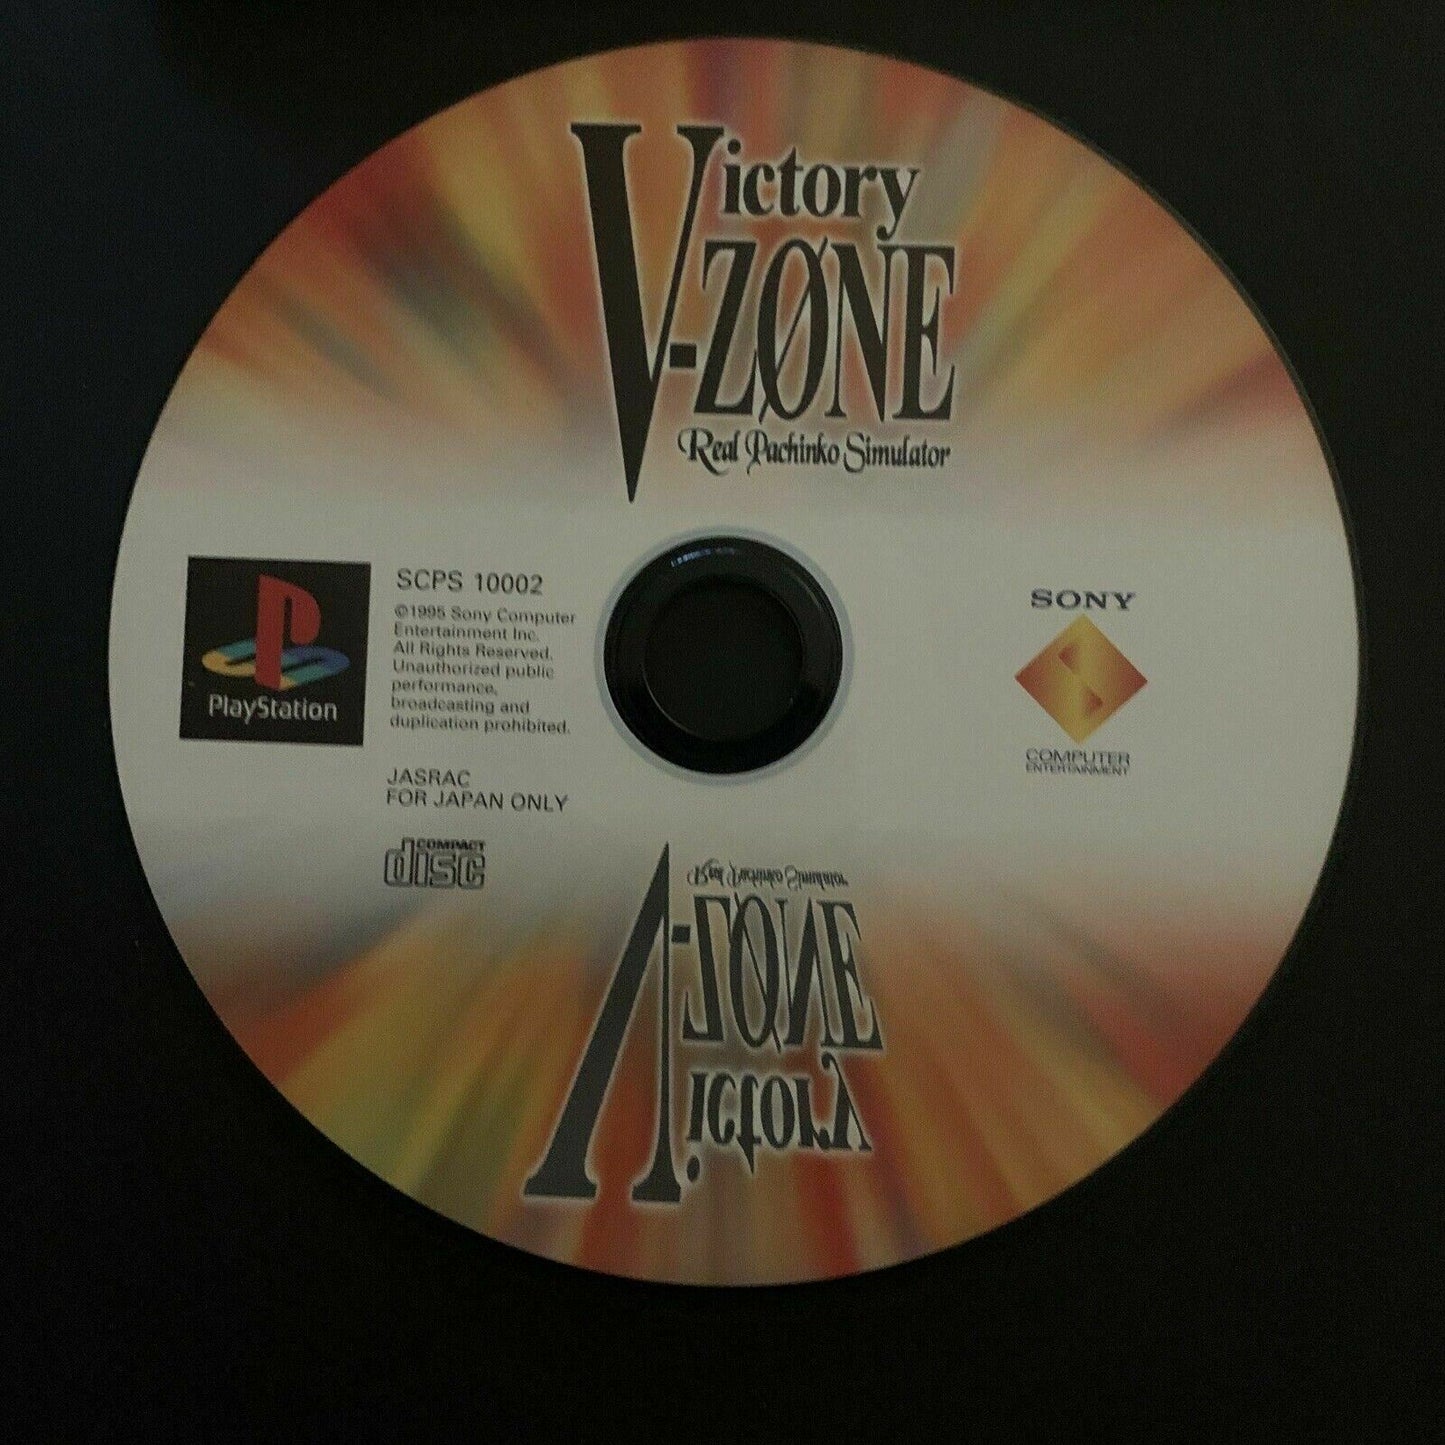 Victory
V-ZØNE
Real Pachinko Simulator
PlayStation
SCPS 10002
©1995 Sony Computer
Entertainment Inc.
All Rights Reserved.
Unauthorized public
performance,
broadcasting and
duplication prohibited.
JASRAC
FOR JAPAN ONLY
COMPACT
disc
SONY
COMPUTER
ENTERTAINMENT
Real Pachinko Simulator
V-ZØNE
Victory